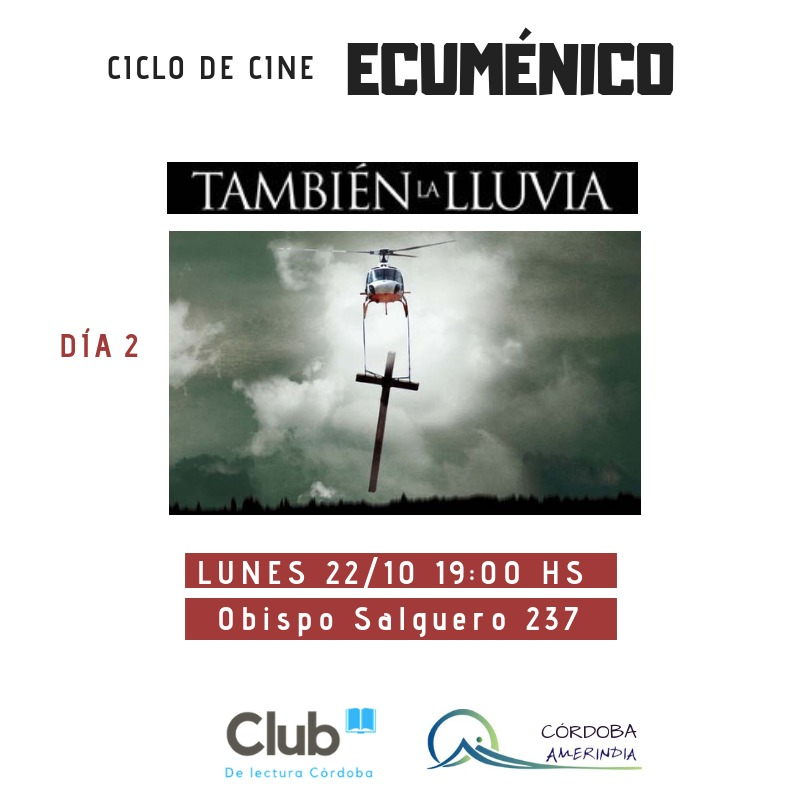 CICLO DE CINE ECUMÉNICO
TAMBIÉN LA LLUVIA
DÍA 2
LUNES 22/10 19:00 HS
Obispo Salguero 237
Club
De lectura Córdoba
CÓRDOBA
AMERINDIA